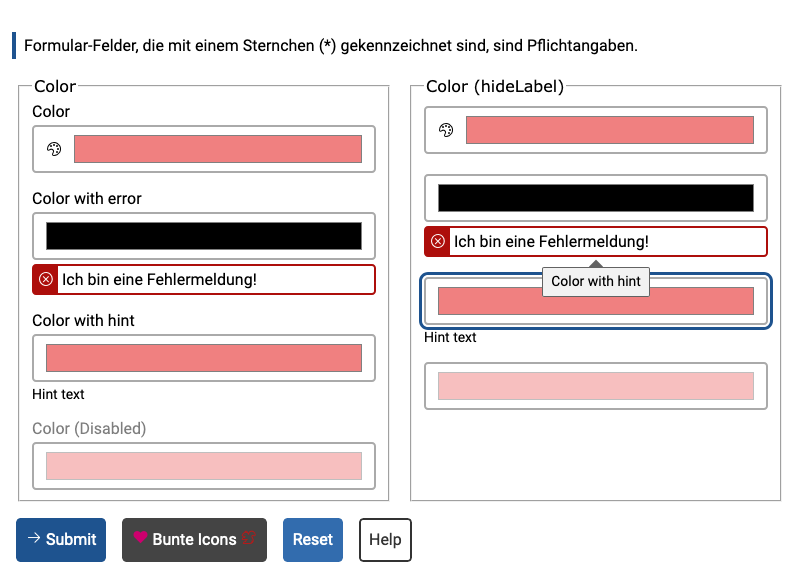 Formular-Felder, die mit einem Sternchen (*) gekennzeichnet sind, sind Pflichtangaben.
Color
Color
Color with error
Ich bin eine Fehlermeldung!
Color with hint
Hint text
Color (Disabled)
Color (hideLabel)
Ich bin eine Fehlermeldung!
Color with hint
Hint text
Submit
Bunte Icons
Reset
Help